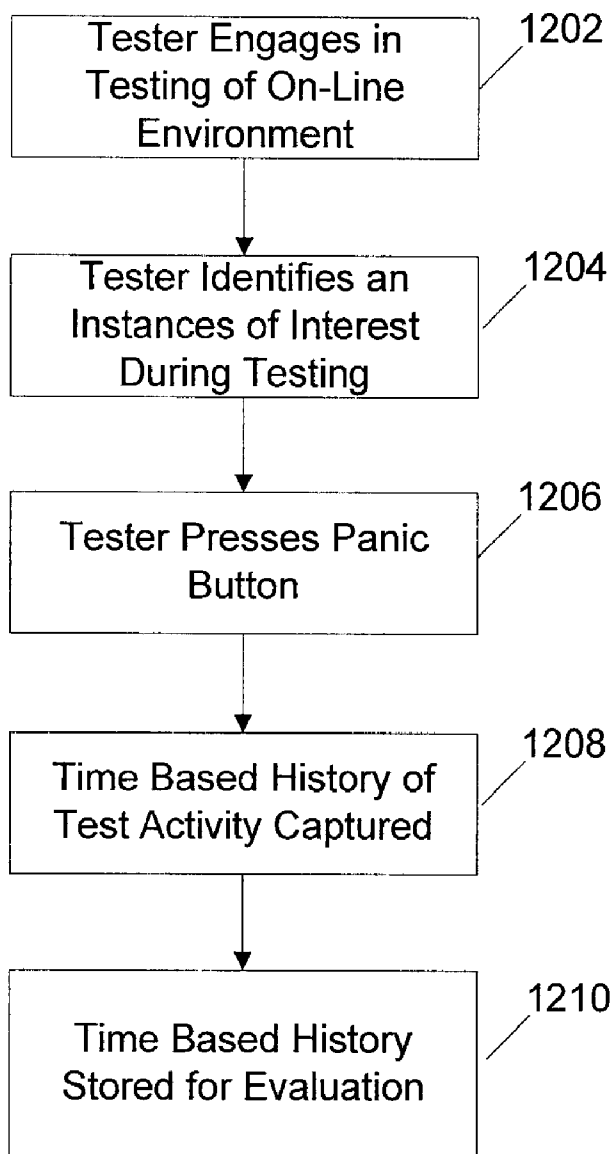 Tester Engages in
Testing of On-Line
Environment
1202
Tester Identifies an
Instances of Interest
During Testing
1204
Tester Presses Panic
Button
1206
Time Based History of
Test Activity Captured
1208
Time Based History
Stored for Evaluation
1210